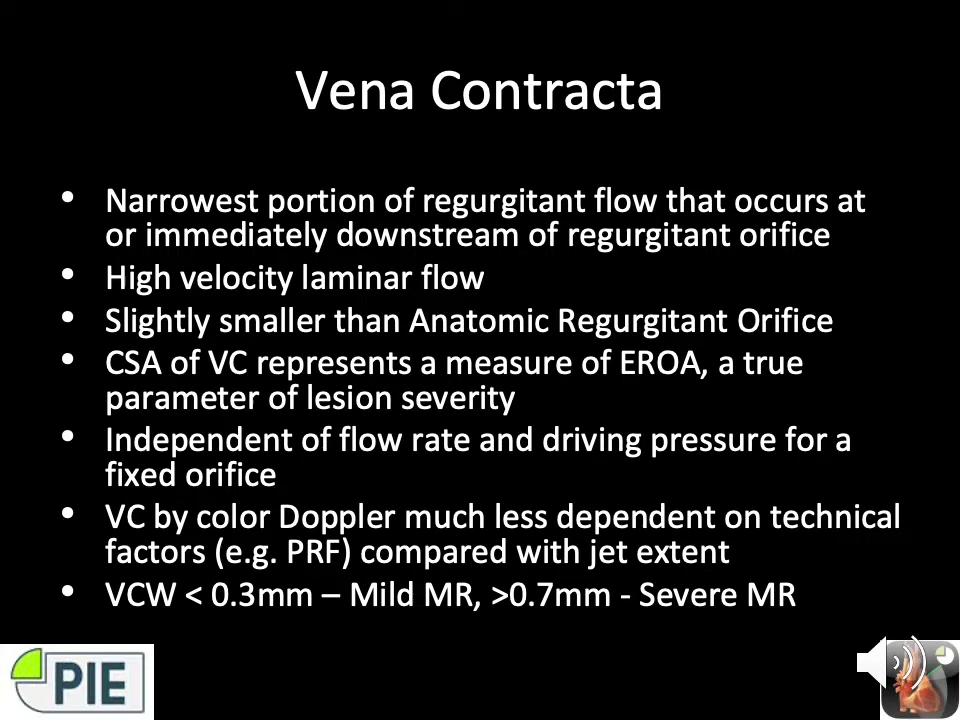 Vena Contracta
• Narrowest portion of regurgitant flow that occurs at
or immediately downstream of regurgitant orifice
• High velocity laminar flow
• Slightly smaller than Anatomic Regurgitant Orifice
• CSA of VC represents a measure of EROA, a true
parameter of lesion severity
• Independent of flow rate and driving pressure for a
fixed orifice
• VC by color Doppler much less dependent on technical
factors (e.g. PRF) compared with jet extent
• VCW < 0.3mm – Mild MR, >0.7mm - Severe MR
PIE